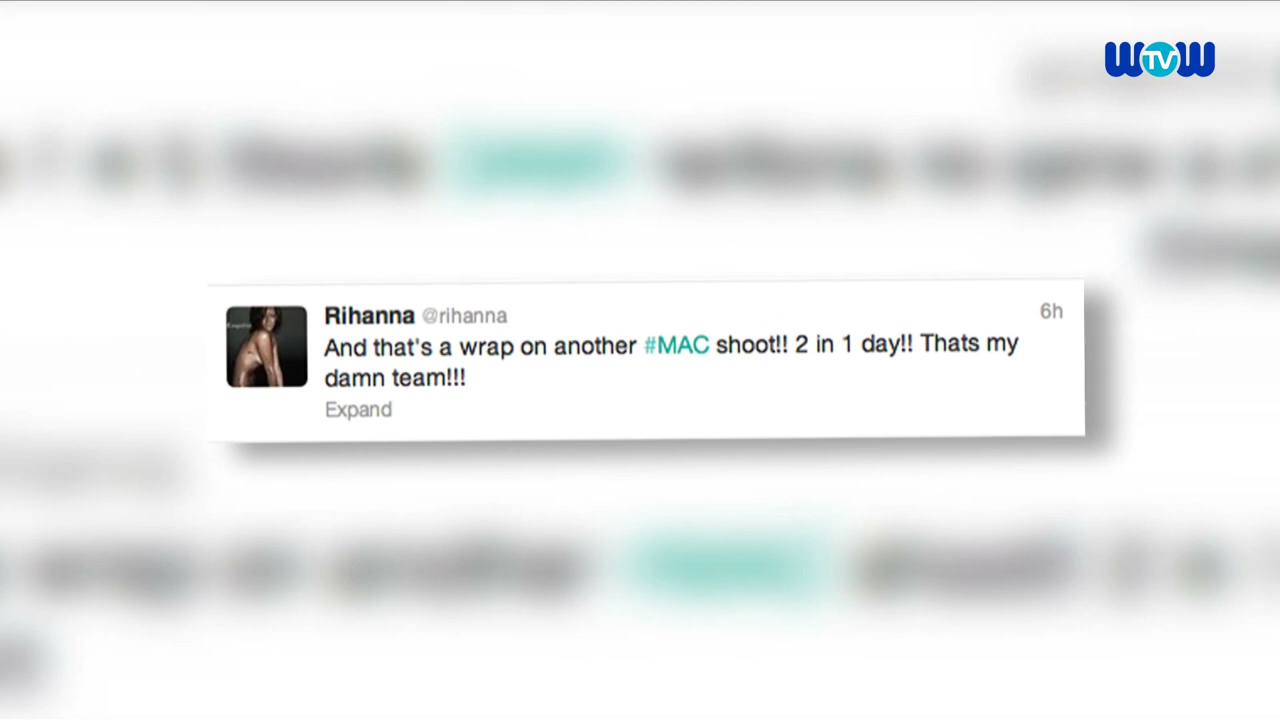 WTVW
Rihanna @rihanna 6h
And that's a wrap on another #MAC shoot!! 2 in 1 day!! Thats my
damn team!!!
Expand